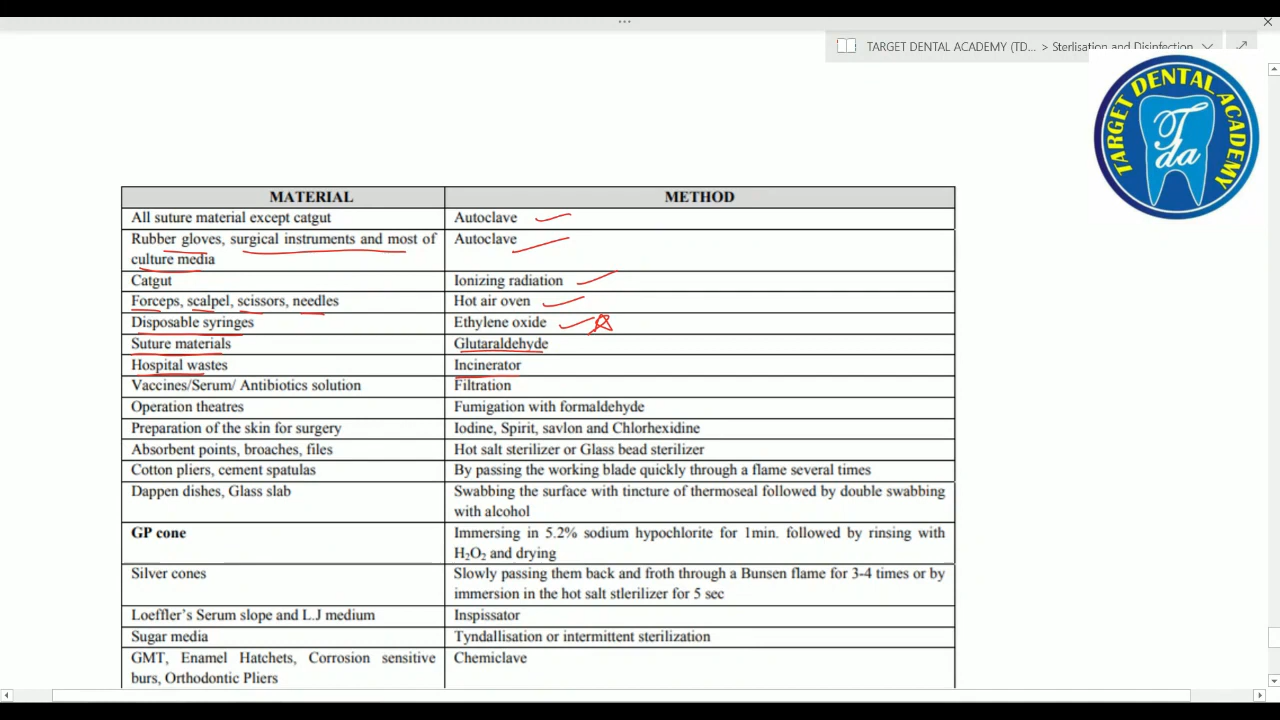 TARGET DENTAL ACADEMY (TD... > Sterlisation and Disinfection
TARGET DENTAL ACADEMY
Tda
MATERIAL METHOD
All suture material except catgut Autoclave
Rubber gloves, surgical instruments and most of Autoclave
culture media
Catgut Ionizing radiation
Forceps, scalpel, scissors, needles Hot air oven
Disposable syringes Ethylene oxide
Suture materials Glutaraldehyde
Hospital wastes Incinerator
Vaccines/Serum/ Antibiotics solution Filtration
Operation theatres Fumigation with formaldehyde
Preparation of the skin for surgery Iodine, Spirit, savlon and Chlorhexidine
Absorbent points, broaches, files Hot salt sterilizer or Glass bead sterilizer
Cotton pliers, cement spatulas By passing the working blade quickly through a flame several times
Dappen dishes, Glass slab Swabbing the surface with tincture of thermoseal followed by double swabbing
with alcohol
GP cone Immersing in 5.2% sodium hypochlorite for 1min. followed by rinsing with
H₂O₂ and drying
Silver cones Slowly passing them back and froth through a Bunsen flame for 3-4 times or by
immersion in the hot salt stlerilizer for 5 sec
Loeffler's Serum slope and L.J medium Inspissator
Sugar media Tyndallisation or intermittent sterilization
GMT, Enamel Hatchets, Corrosion sensitive Chemiclave
burs, Orthodontic Pliers